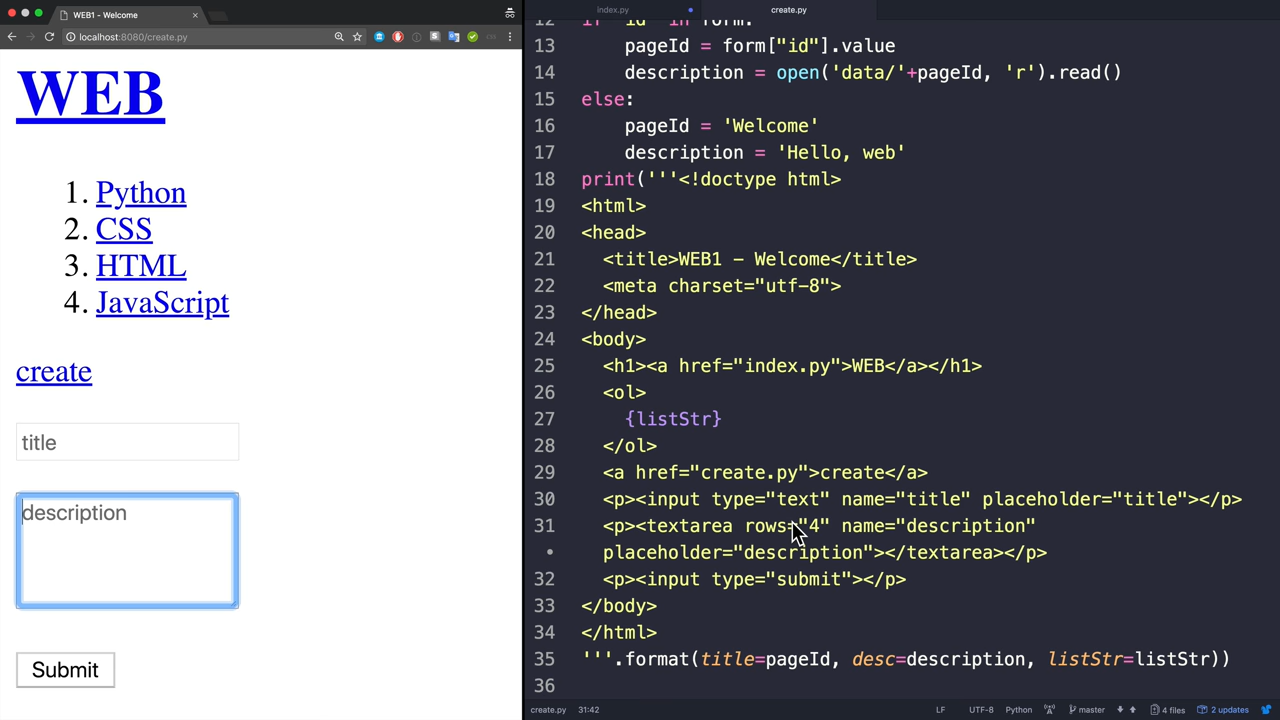 WEB1 - Welcome
localhost:8080/create.py
WEB
1. Python
2. CSS
3. HTML
4. JavaScript
create
title
description
Submit
index.py
create.py
12 if 'id' in form:
13 pageId = form["id"].value
14 description = open('data/'+pageId, 'r').read()
15 else:
16 pageId = 'Welcome'
17 description = 'Hello, web'
18 print('''<!doctype html>
19 <html>
20 <head>
21 <title>WEB1 - Welcome</title>
22 <meta charset="utf-8">
23 </head>
24 <body>
25 <h1><a href="index.py">WEB</a></h1>
26 <ol>
27 {listStr}
28 </ol>
29 <a href="create.py">create</a>
30 <p><input type="text" name="title" placeholder="title"></p>
31 <p><textarea rows="4" name="description"
• placeholder="description"></textarea></p>
32 <p><input type="submit"></p>
33 </body>
34 </html>
35 '''.format(title=pageId, desc=description, listStr=listStr))
36
create.py 31:42 LF UTF-8 Python master 4 files 2 updates